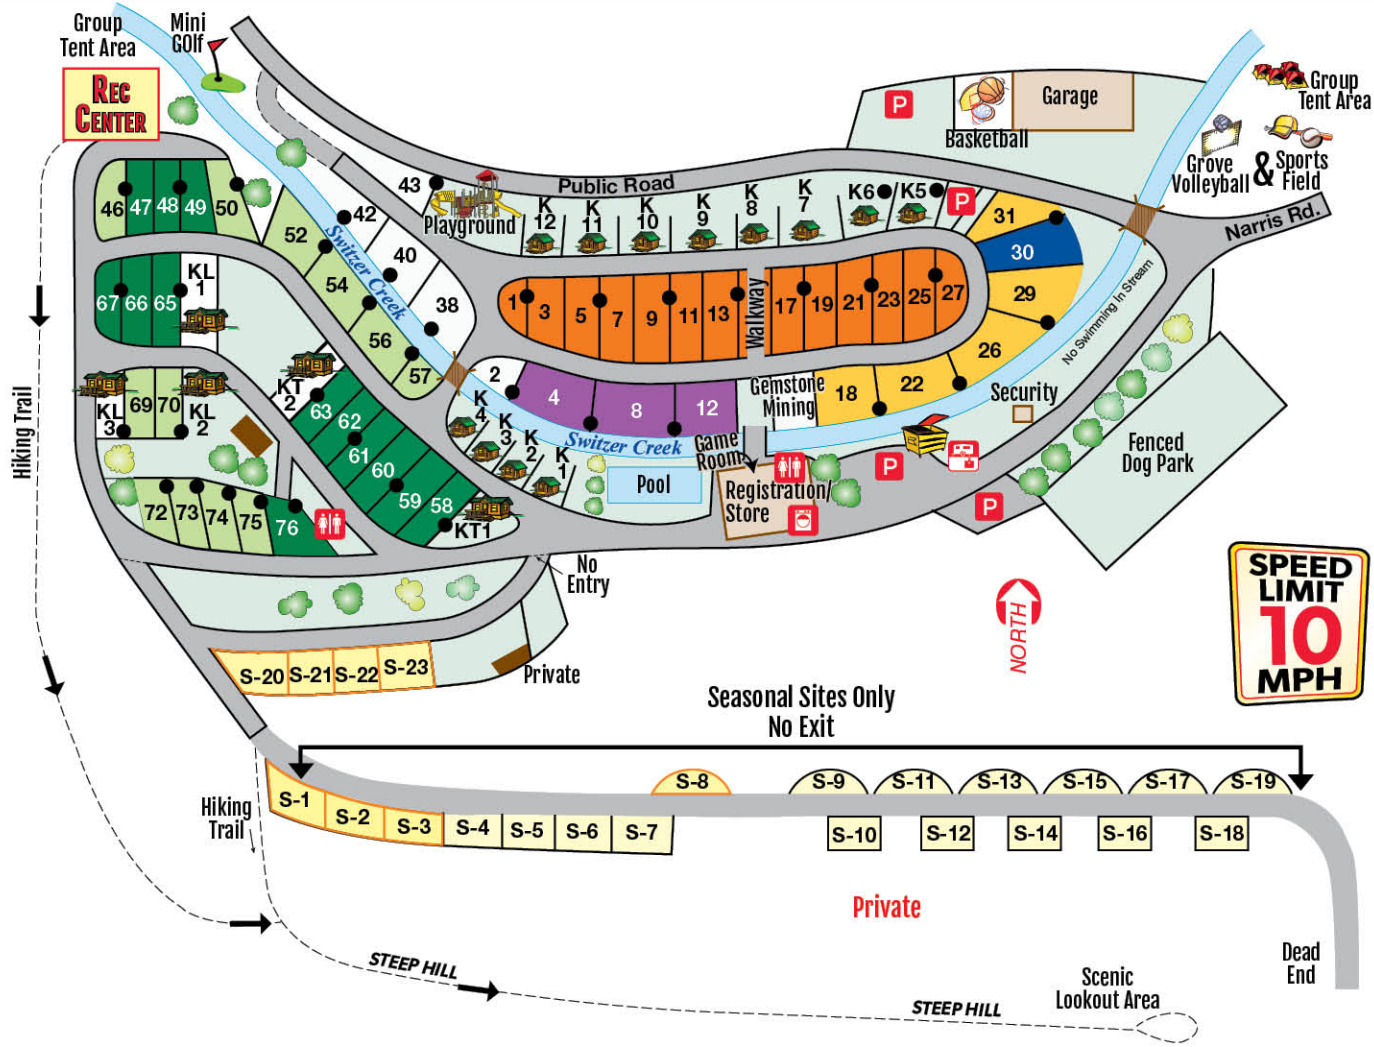 Group
Tent Area
Mini
GOlf
REC
CENTER
Hiking Trail
46
47
48
49
50
52
54
56
57
67
66
65
KL
1
KL
3
69
70
KL
2
KT
2
63
62
61
60
59
58
KT1
72
73
74
75
76
43
42
40
38
Switzer Creek
Playground
Public Road
K
12
K
11
K
10
K
9
K
8
K
7
K6
K5
P
P
Basketball
Garage
Group
Tent Area
Grove
Volleyball
&
Sports
Field
Narris Rd.
1
3
5
7
9
11
13
Walkway
17
19
21
23
25
27
31
30
29
26
22
18
No Swimming In Stream
2
4
8
12
Gemstone
Mining
Security
K
4
K
3
K
2
K
1
Switzer Creek
Game
Room
Pool
Registration/
Store
P
P
Fenced
Dog Park
No
Entry
Private
S-20
S-21
S-22
S-23
NORTH
SPEED
LIMIT
10
MPH
Seasonal Sites Only
No Exit
S-1
S-2
S-3
S-4
S-5
S-6
S-7
S-8
S-9
S-11
S-13
S-15
S-17
S-19
S-10
S-12
S-14
S-16
S-18
Hiking
Trail
Private
STEEP HILL
STEEP HILL
Scenic
Lookout Area
Dead
End